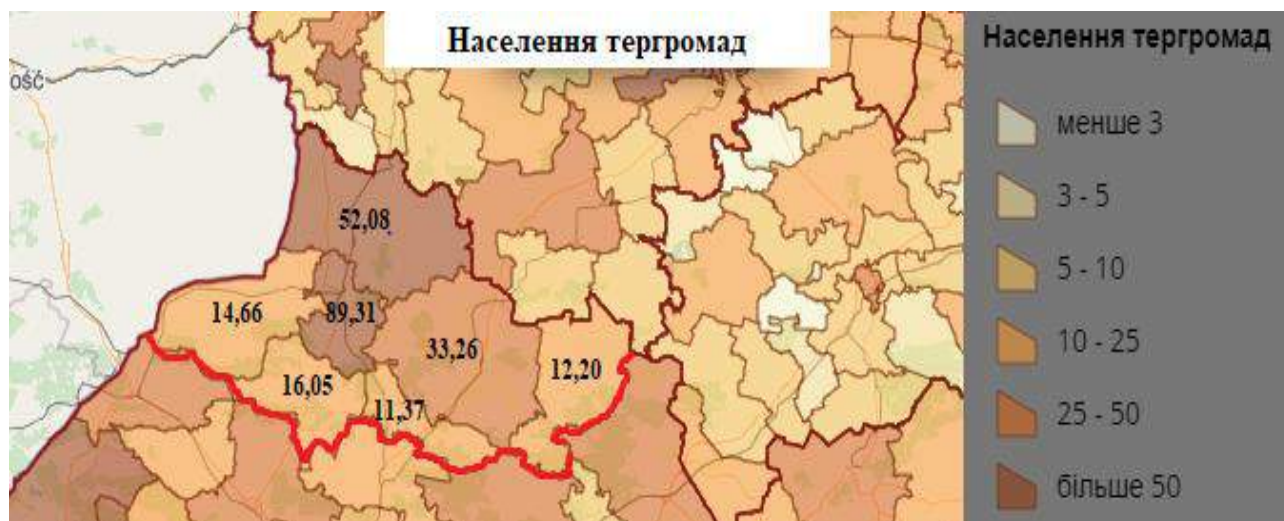 Населення тергромад
ość
52,08
14,66
89,31
33,26
12,20
16,05
11,37
Населення тергромад
менше 3
3 - 5
5 - 10
10 - 25
25 - 50
більше 50